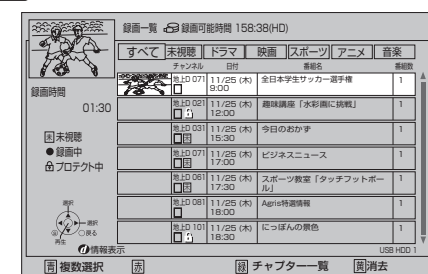 録画一覧 録画可能時間 158:38(HD)
すべて 未視聴 ドラマ 映画 スポーツ アニメ 音楽
チャンネル 日付 番組名 番組数
地上D 071 11/25 (木) 9:00 全日本学生サッカー選手権 1
地上D 021 11/25 (木) 12:00 趣味講座「水彩画に挑戦」 1
地上D 031 11/25 (木) 15:30 今日のおかず 1
地上D 071 11/25 (木) 17:00 ビジネスニュース 1
地上D 061 11/25 (木) 17:30 スポーツ教室「タッチフットボール」 1
地上D 081 11/25 (木) 18:00 Agris特選情報 1
地上D 101 11/25 (木) 18:30 にっぽんの景色 1
録画時間
01:30
未 未視聴
●録画中
プロテクト中
選択
選択
戻る
再生
情報表示
USB HDD 1
青 複数選択 赤 緑 チャプター一覧 黄 消去